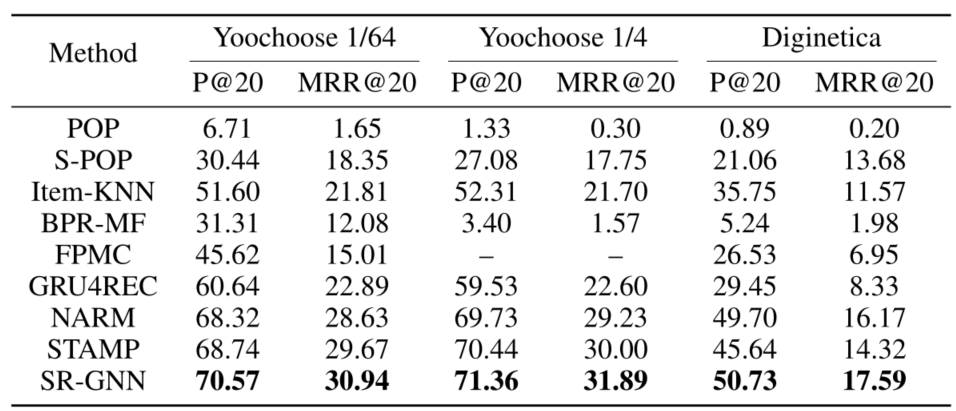 Method Yoochoose 1/64 Yoochoose 1/4 Diginetica
P@20 MRR@20 P@20 MRR@20 P@20 MRR@20
POP 6.71 1.65 1.33 0.30 0.89 0.20
S-POP 30.44 18.35 27.08 17.75 21.06 13.68
Item-KNN 51.60 21.81 52.31 21.70 35.75 11.57
BPR-MF 31.31 12.08 3.40 1.57 5.24 1.98
FPMC 45.62 15.01 – – 26.53 6.95
GRU4REC 60.64 22.89 59.53 22.60 29.45 8.33
NARM 68.32 28.63 69.73 29.23 49.70 16.17
STAMP 68.74 29.67 70.44 30.00 45.64 14.32
SR-GNN 70.57 30.94 71.36 31.89 50.73 17.59